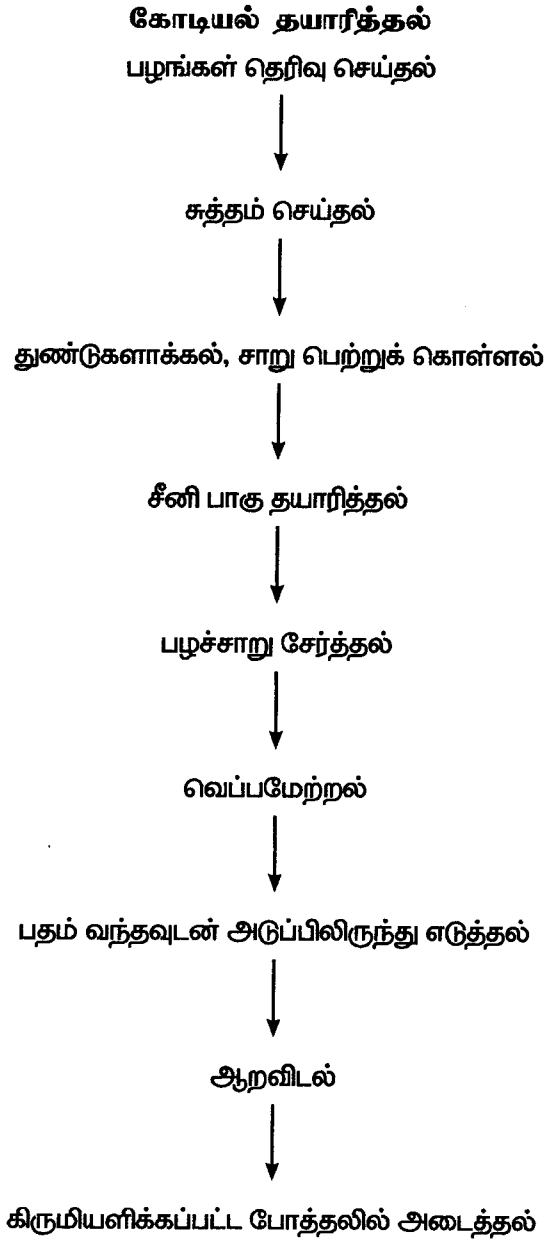 கோடியல் தயாரித்தல்
பழங்கள் தெரிவு செய்தல்
சுத்தம் செய்தல்
துண்டுகளாக்கல், சாறு பெற்றுக் கொள்ளல்
சீனி பாகு தயாரித்தல்
பழச்சாறு சேர்த்தல்
வெப்பமேற்றல்
பதம் வந்தவுடன் அடுப்பிலிருந்து எடுத்தல்
ஆறவிடல்
கிருமியளிக்கப்பட்ட போத்தலில் அடைத்தல்